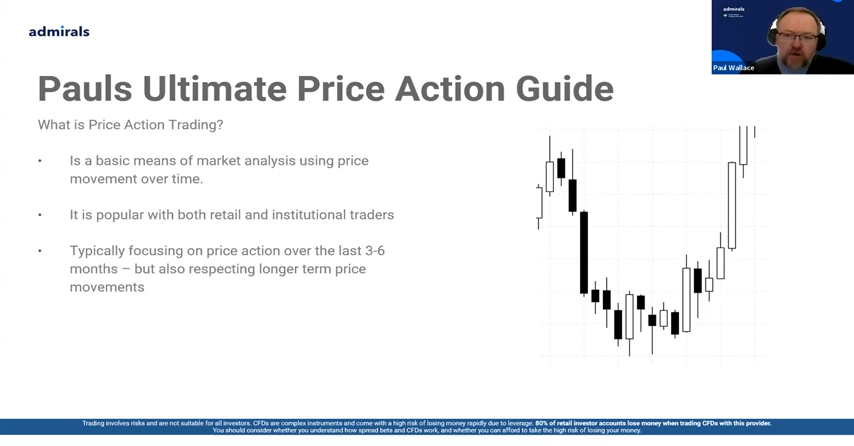 admirals
admirals
Paul Wallace
Pauls Ultimate Price Action Guide
What is Price Action Trading?
• Is a basic means of market analysis using price
movement over time.
• It is popular with both retail and institutional traders
• Typically focusing on price action over the last 3-6
months – but also respecting longer term price
movements
Trading involves risks and are not suitable for all investors. CFDs are complex instruments and come with a high risk of losing money rapidly due to leverage. 80% of retail investor accounts lose money when trading CFDs with this provider.
You should consider whether you understand how spread bets and CFDs work, and whether you can afford to take the high risk of losing your money.